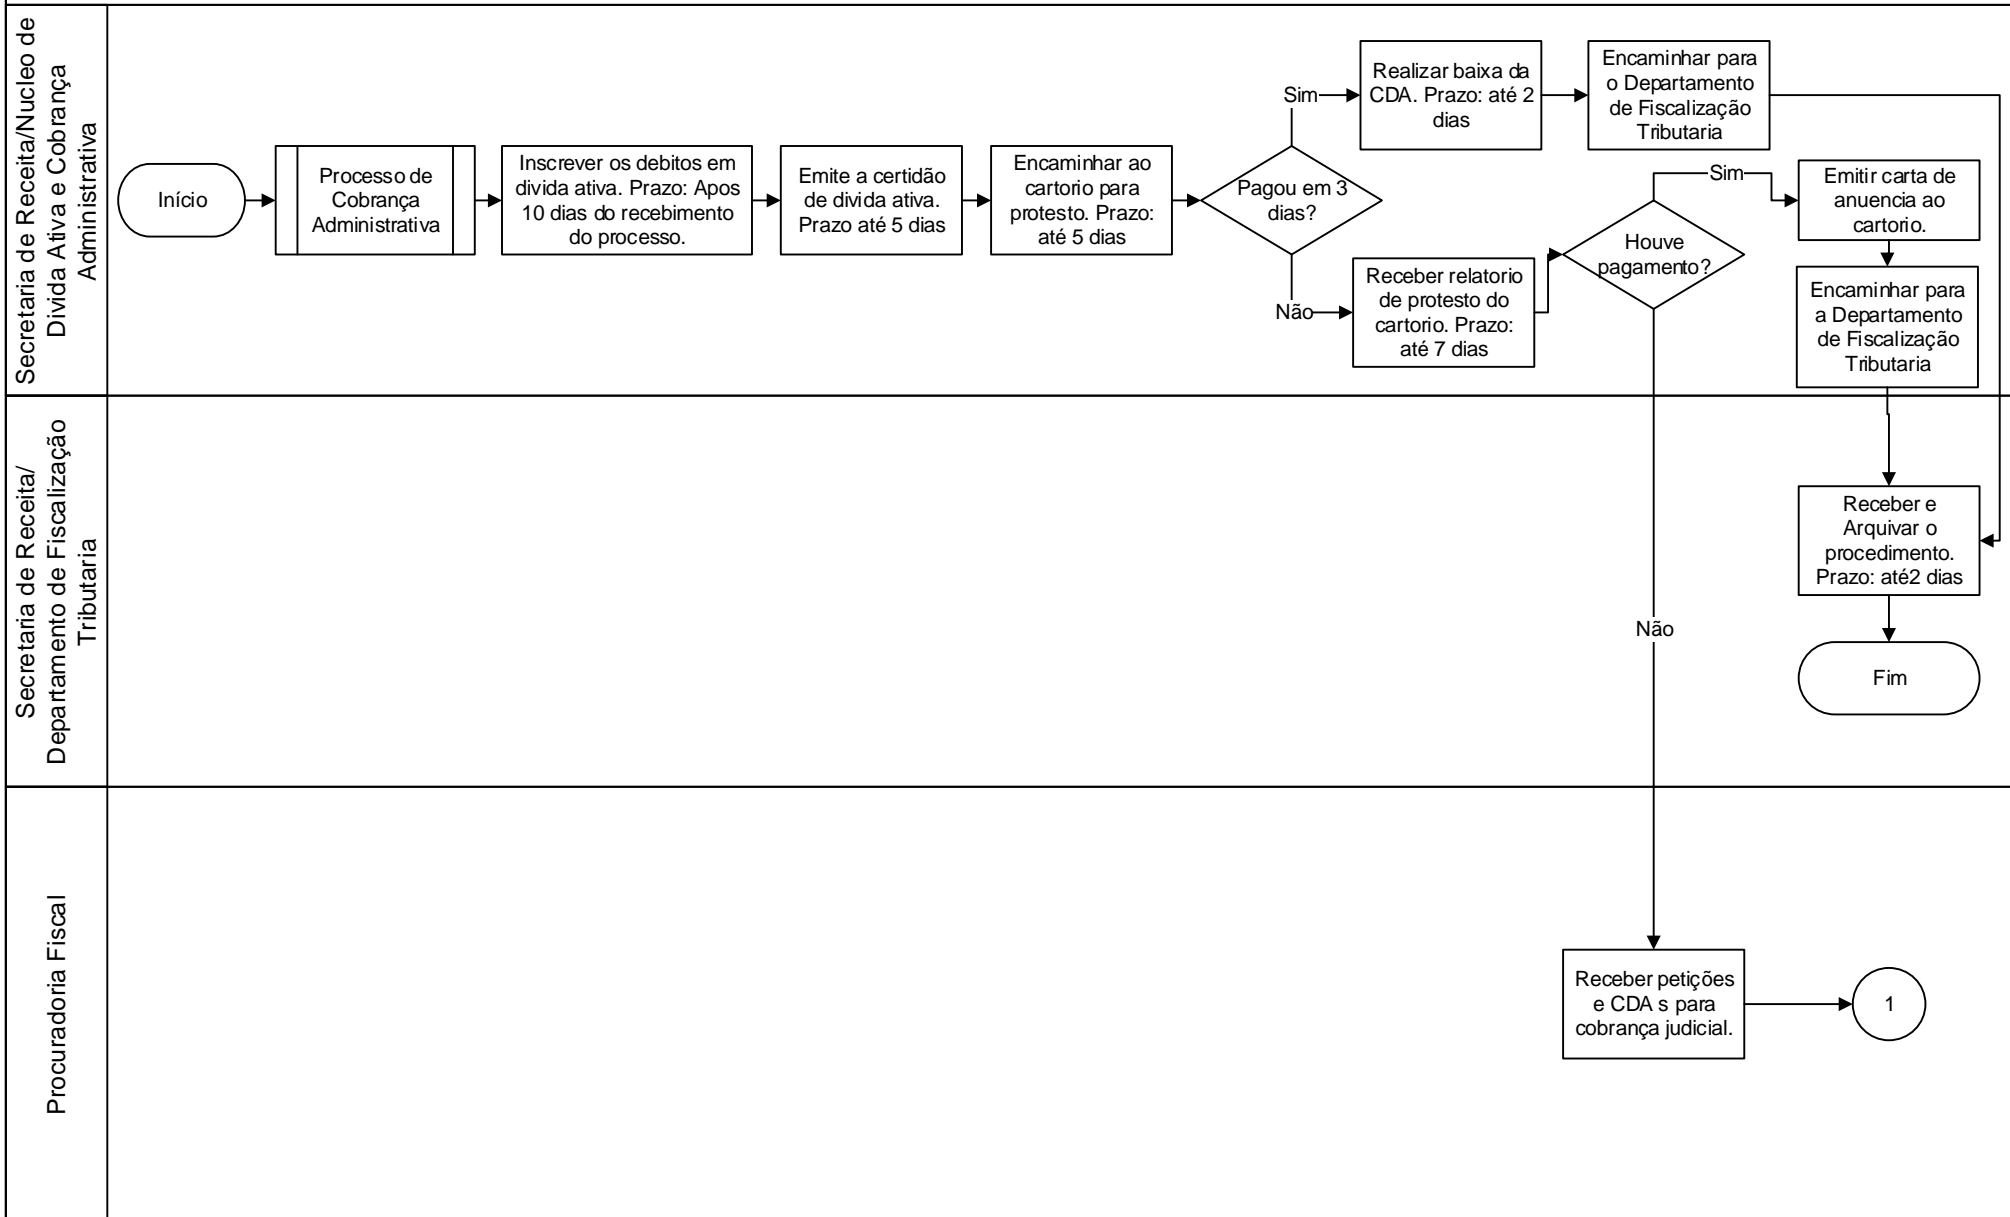 Secretaria de Receita/Nucleo de
Divida Ativa e Cobrança
Administrativa
Início
Processo de
Cobrança
Administrativa
Inscrever os debitos em
divida ativa. Prazo: Apos
10 dias do recebimento
do processo.
Emite a certidão
de divida ativa.
Prazo até 5 dias
Encaminhar ao
cartorio para
protesto. Prazo:
até 5 dias
Pagou em 3
dias?
Sim
Realizar baixa da
CDA. Prazo: até 2
dias
Encaminhar para
o Departamento
de Fiscalização
Tributaria
Não
Receber relatorio
de protesto do
cartorio. Prazo:
até 7 dias
Houve
pagamento?
Sim
Emitir carta de
anuencia ao
cartorio.
Encaminhar para
a Departamento
de Fiscalização
Tributaria
Secretaria de Receita/
Departamento de Fiscalização
Tributaria
Não
Receber e
Arquivar o
procedimento.
Prazo: até2 dias
Fim
Procuradoria Fiscal
Receber petições
e CDA s para
cobrança judicial.
1